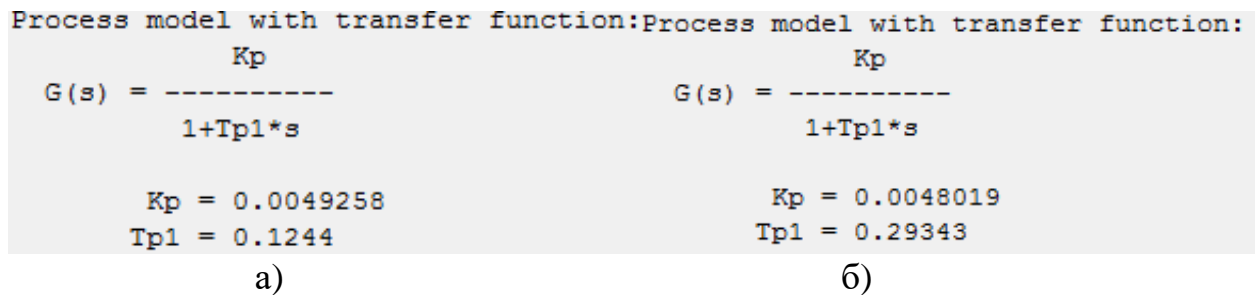 Process model with transfer function:Process model with transfer function:
Kp Kp
G(s) = ---------- G(s) = ----------
1+Tp1*s 1+Tp1*s
Kp = 0.0049258 Kp = 0.0048019
Tp1 = 0.1244 Tp1 = 0.29343
а) б)